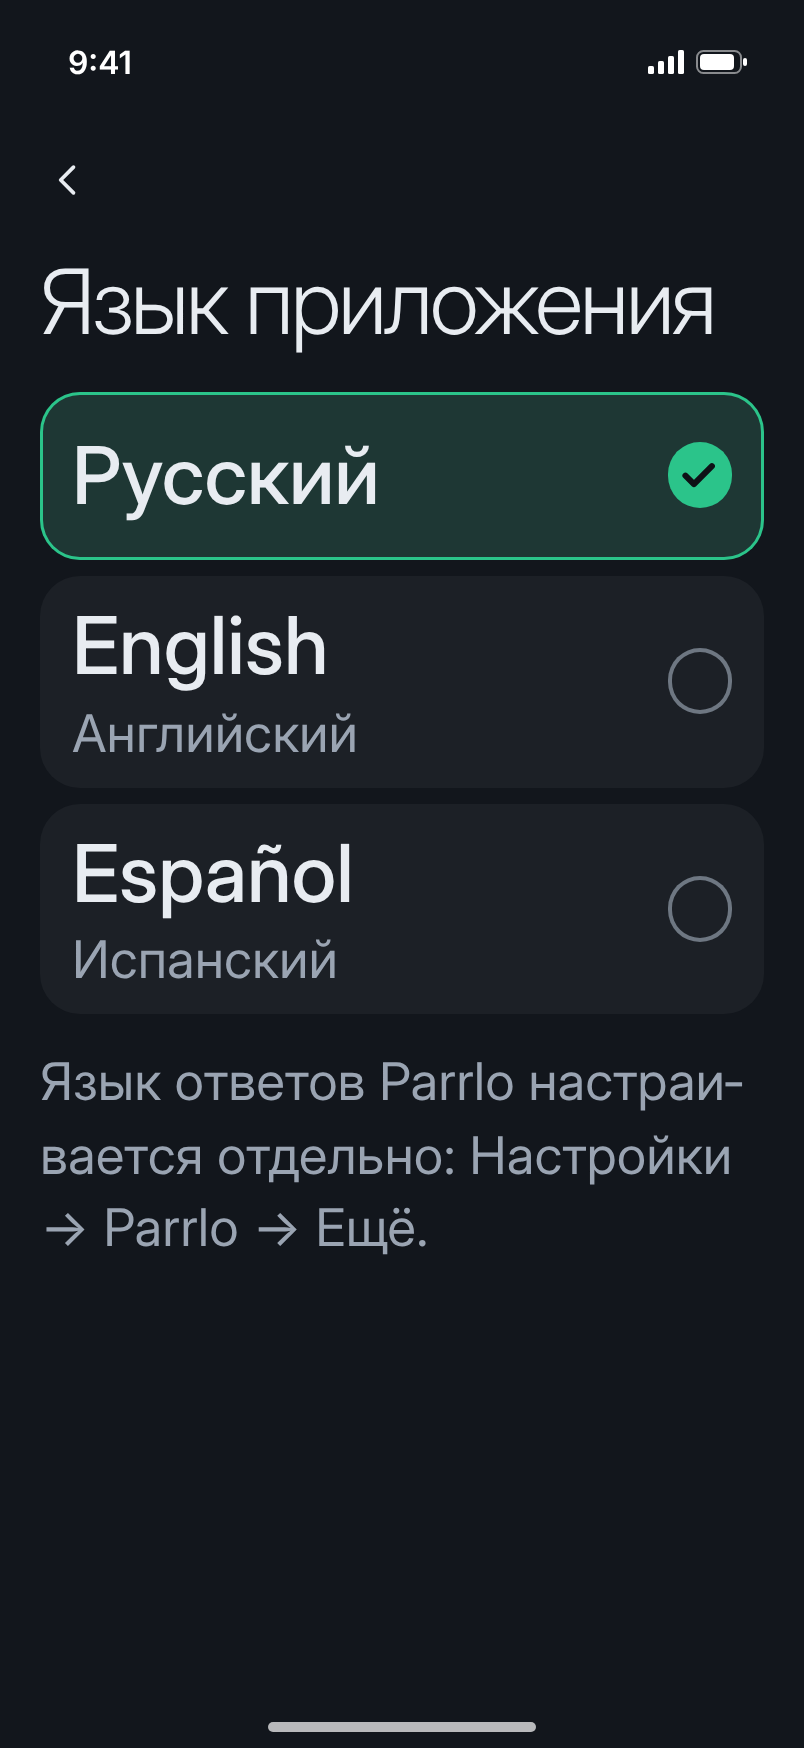 9:41
Язык приложения
Русский
English
Английский
Español
Испанский
Язык ответов Parrlo настраи-
вается отдельно: Настройки
→ Parrlo → Ещё.